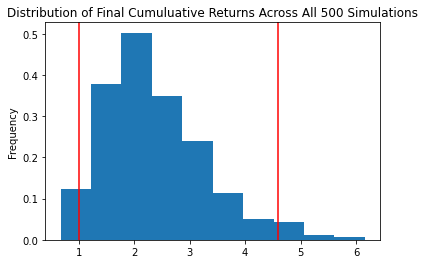 Distribution of Final Cumuluative Returns Across All 500 Simulations
Frequency
0.5
0.4
0.3
0.2
0.1
0.0
1 2 3 4 5 6